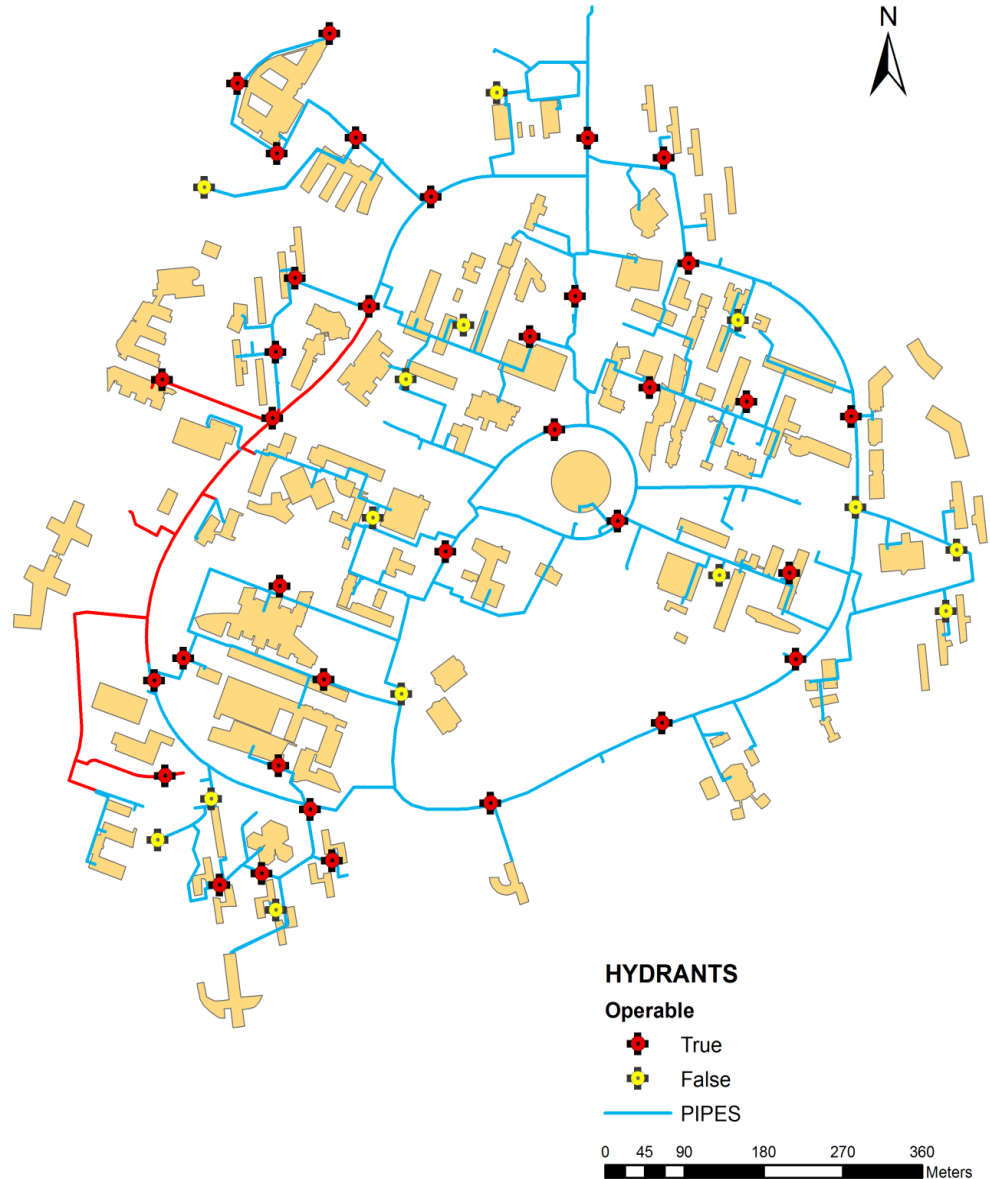 N
HYDRANTS
Operable
True
False
PIPES
0 45 90 180 270 360
Meters